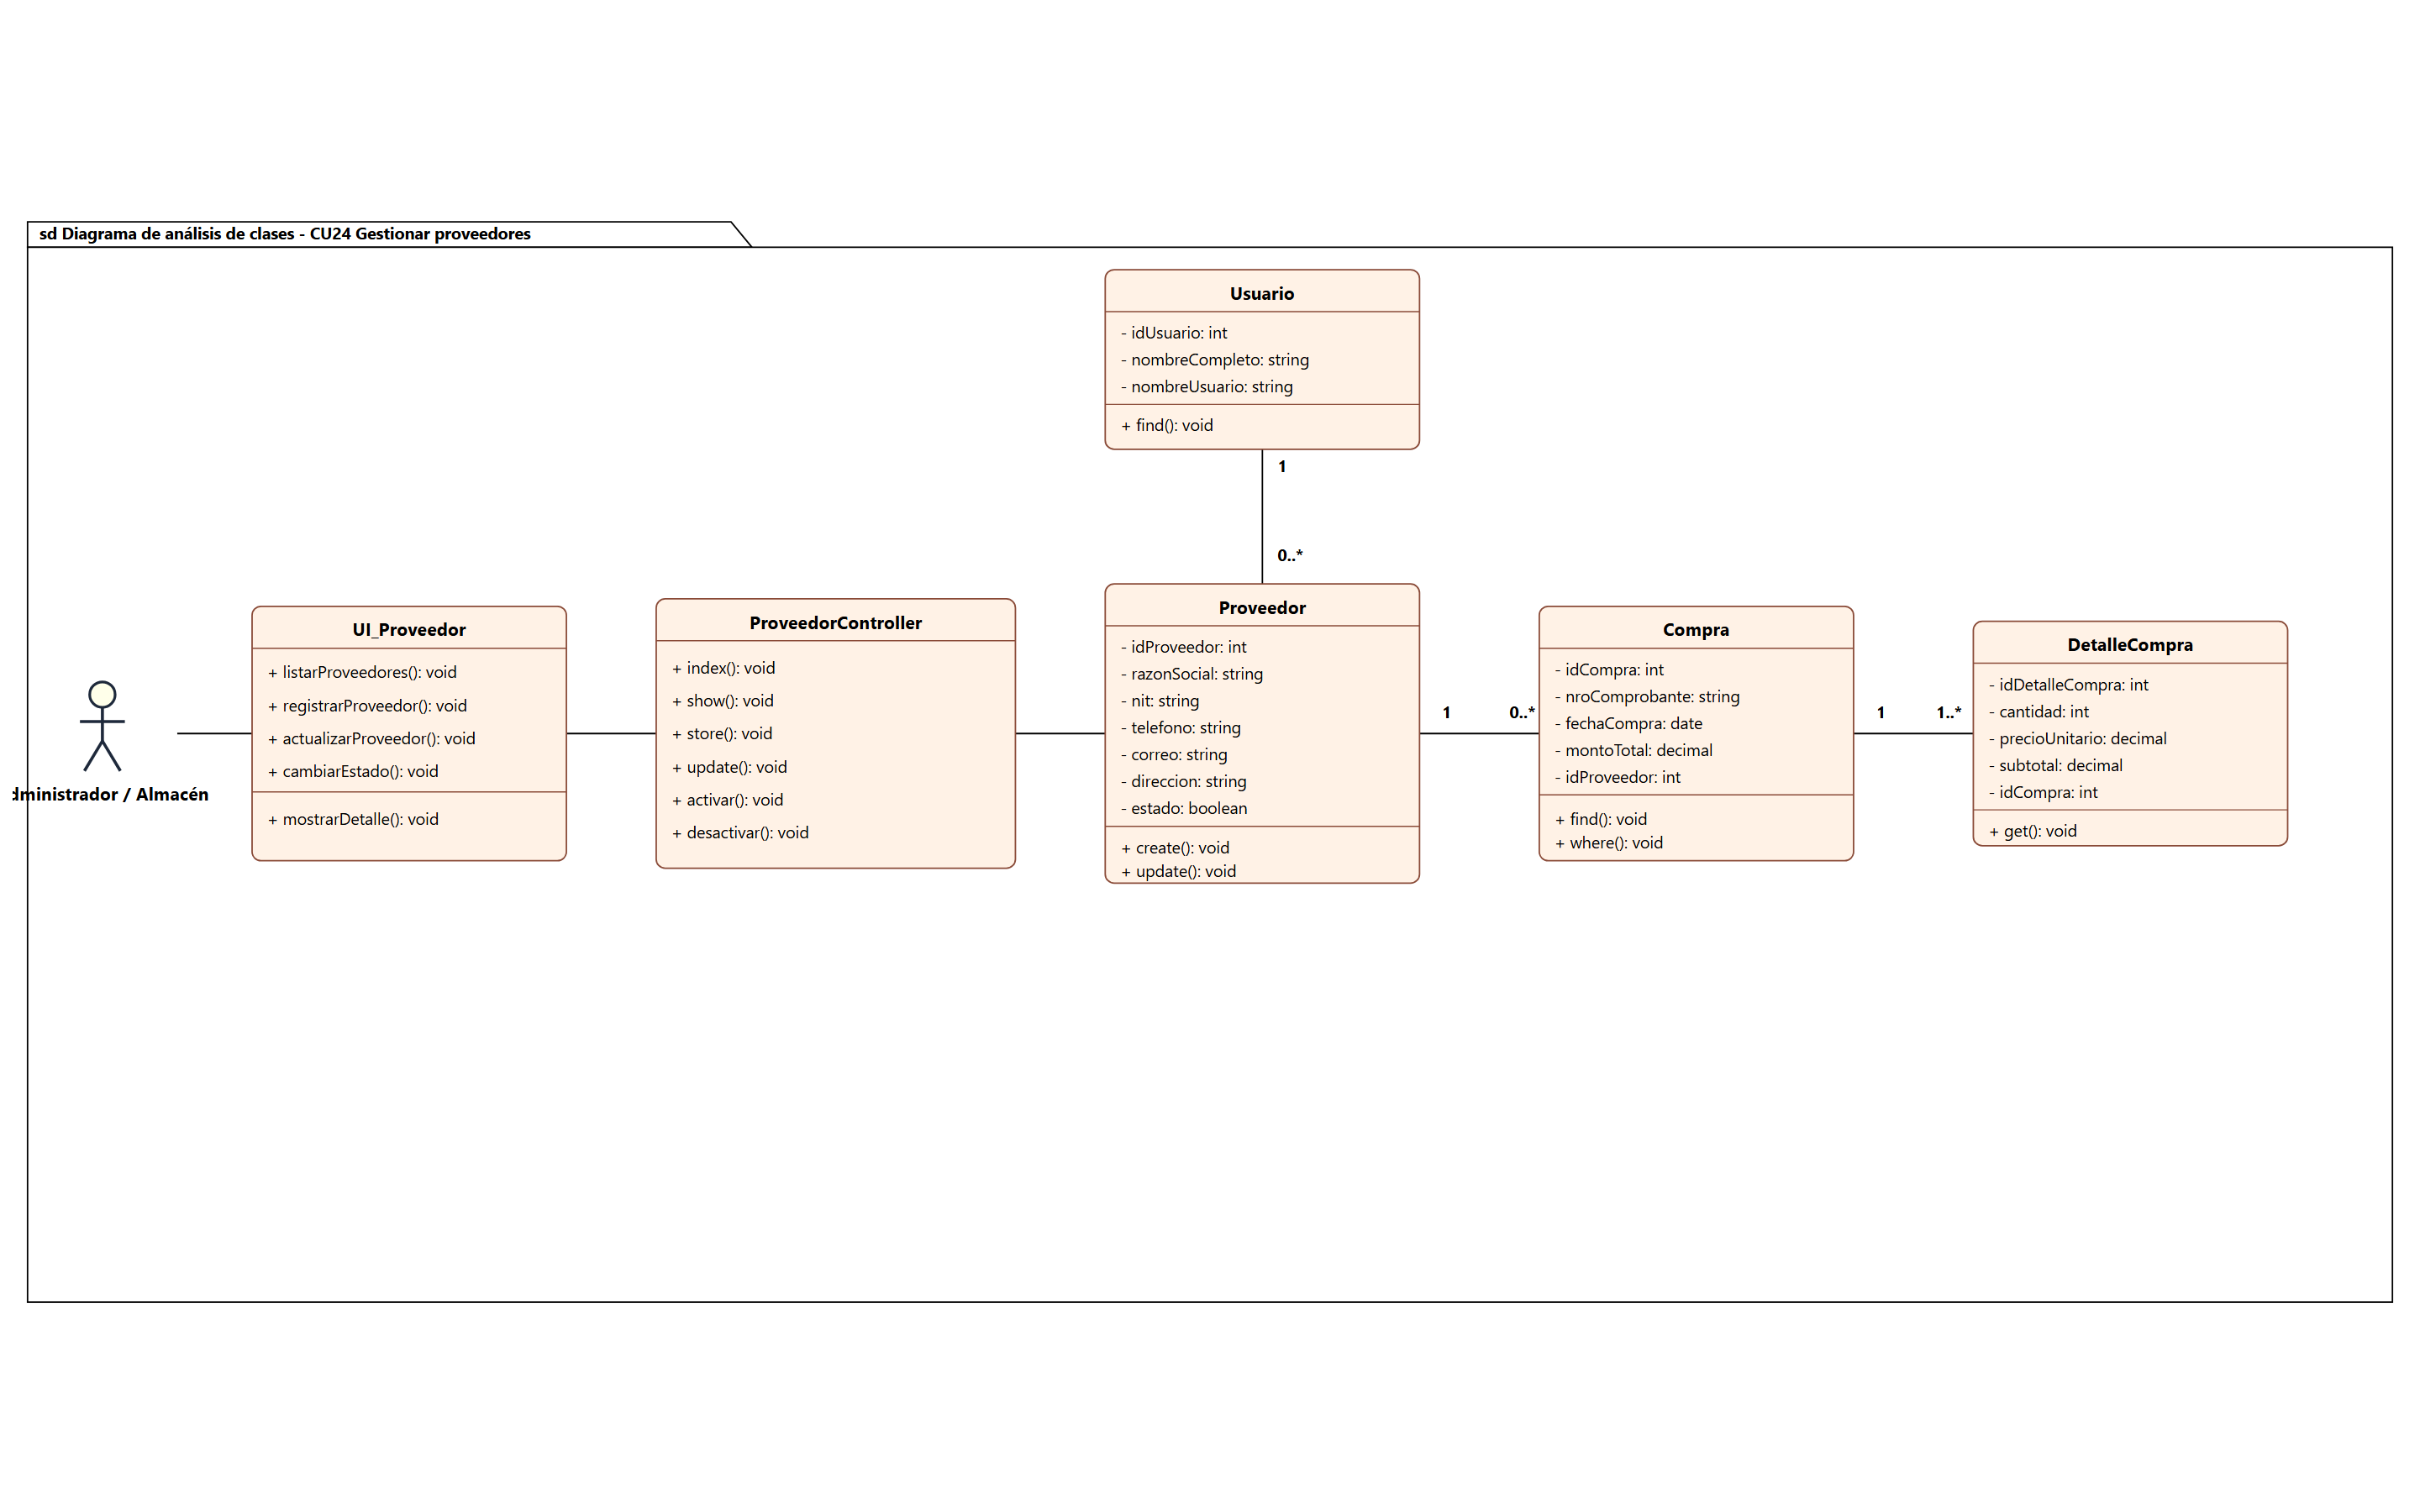 sd Diagrama de análisis de clases - CU24 Gestionar proveedores
Usuario
- idUsuario: int
- nombreCompleto: string
- nombreUsuario: string
+ find(): void
1
0..*
dministrador / Almacén
UI_Proveedor
+ listarProveedores(): void
+ registrarProveedor(): void
+ actualizarProveedor(): void
+ cambiarEstado(): void
+ mostrarDetalle(): void
ProveedorController
+ index(): void
+ show(): void
+ store(): void
+ update(): void
+ activar(): void
+ desactivar(): void
Proveedor
- idProveedor: int
- razonSocial: string
- nit: string
- telefono: string
- correo: string
- direccion: string
- estado: boolean
+ create(): void
+ update(): void
1
0..*
Compra
- idCompra: int
- nroComprobante: string
- fechaCompra: date
- montoTotal: decimal
- idProveedor: int
+ find(): void
+ where(): void
1
1..*
DetalleCompra
- idDetalleCompra: int
- cantidad: int
- precioUnitario: decimal
- subtotal: decimal
- idCompra: int
+ get(): void